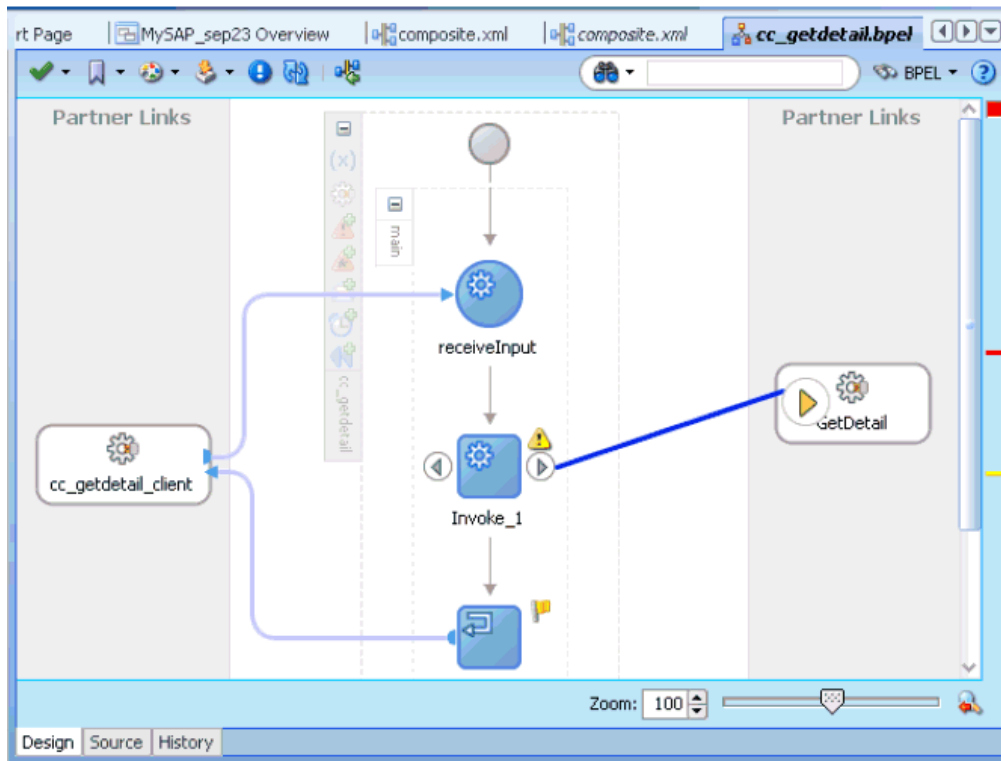 rt Page
MySAP_sep23 Overview
composite.xml
composite.xml
cc_getdetail.bpel
BPEL
Partner Links
Partner Links
(x)
main
receiveInput
cc_getdetail
GetDetail
cc_getdetail_client
Invoke_1
Zoom: 100
Design Source History